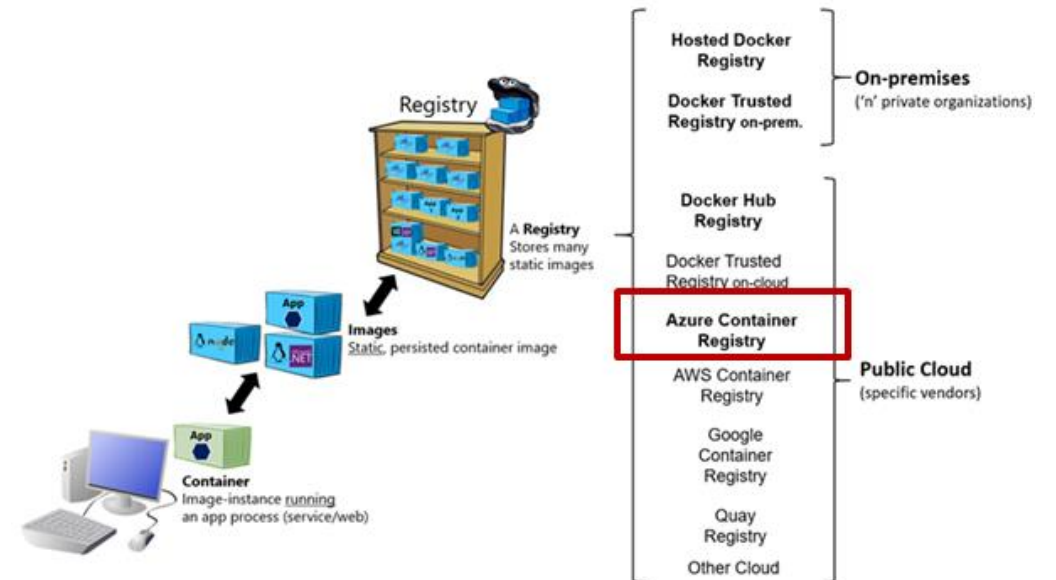 Registry
A Registry
Stores many
static images
App
node
.NET
Images
Static, persisted container image
App
Container
Image-instance running
an app process (service/web)
Hosted Docker
Registry
Docker Trusted
Registry on-prem.
On-premises
('n' private organizations)
Docker Hub
Registry
Docker Trusted
Registry on-cloud
Azure Container
Registry
AWS Container
Registry
Google
Container
Registry
Quay
Registry
Other Cloud
Public Cloud
(specific vendors)